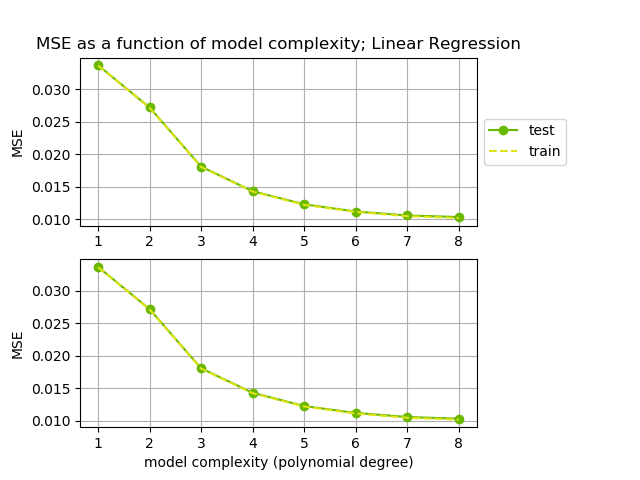 MSE as a function of model complexity; Linear Regression
MSE
0.030
0.025
0.020
0.015
0.010
1 2 3 4 5 6 7 8
test
train
MSE
0.030
0.025
0.020
0.015
0.010
1 2 3 4 5 6 7 8
model complexity (polynomial degree)